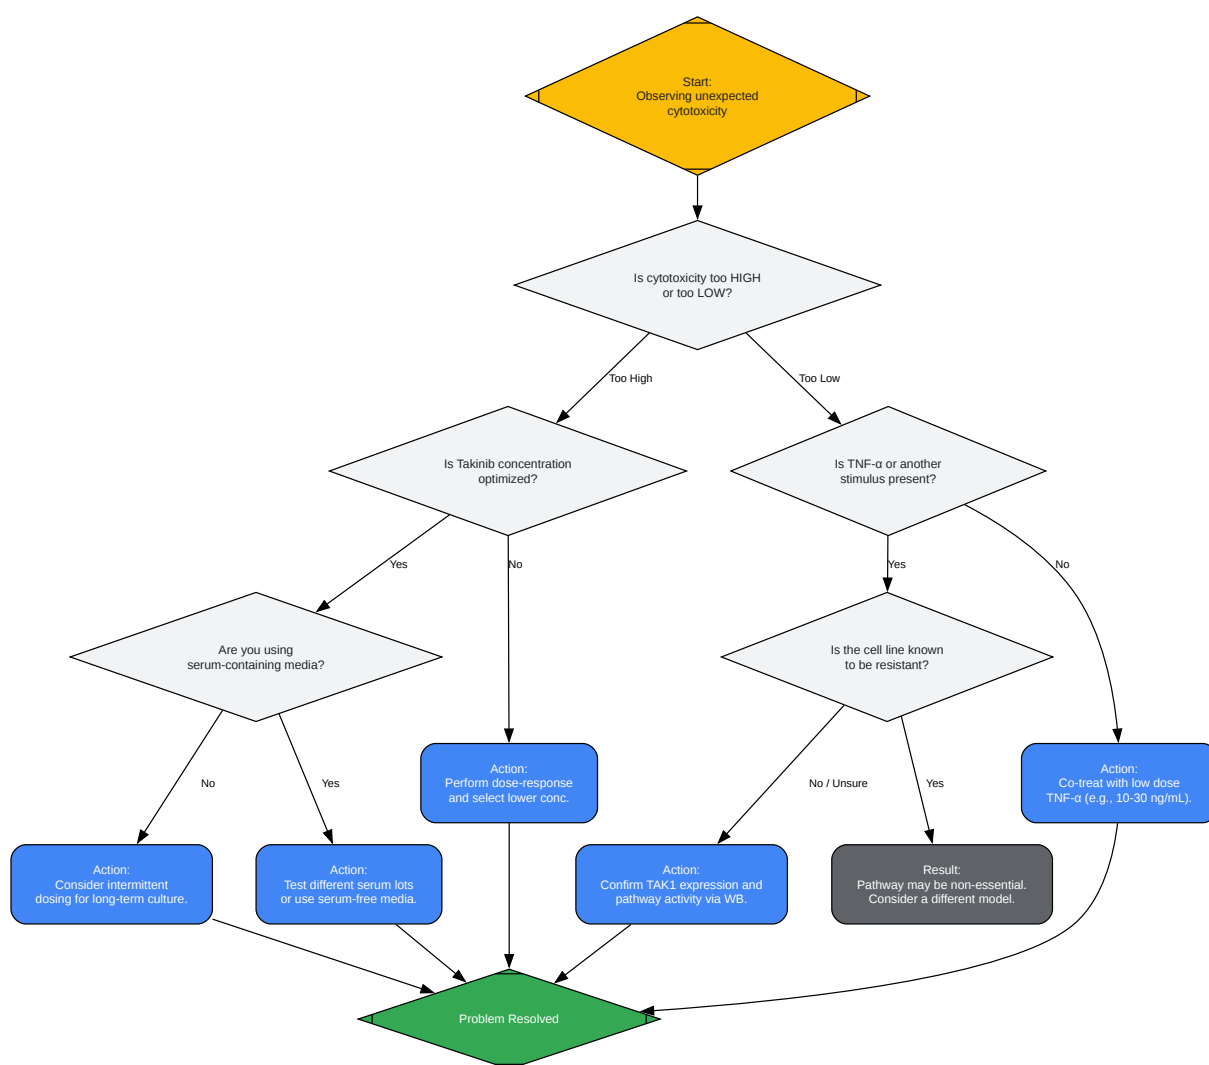 Start:
Observing unexpected
cytotoxicity
Is cytotoxicity too HIGH
or too LOW?
Too High
Too Low
Is Takinib concentration
optimized?
Is TNF-α or another
stimulus present?
Yes
No
Yes
No
Are you using
serum-containing media?
Is the cell line known
to be resistant?
No
Yes
Action:
Perform dose-response
and select lower conc.
No / Unsure
Yes
Action:
Co-treat with low dose
TNF-α (e.g., 10-30 ng/mL).
Action:
Consider intermittent
dosing for long-term culture.
Action:
Test different serum lots
or use serum-free media.
Action:
Confirm TAK1 expression and
pathway activity via WB.
Result:
Pathway may be non-essential.
Consider a different model.
Problem Resolved